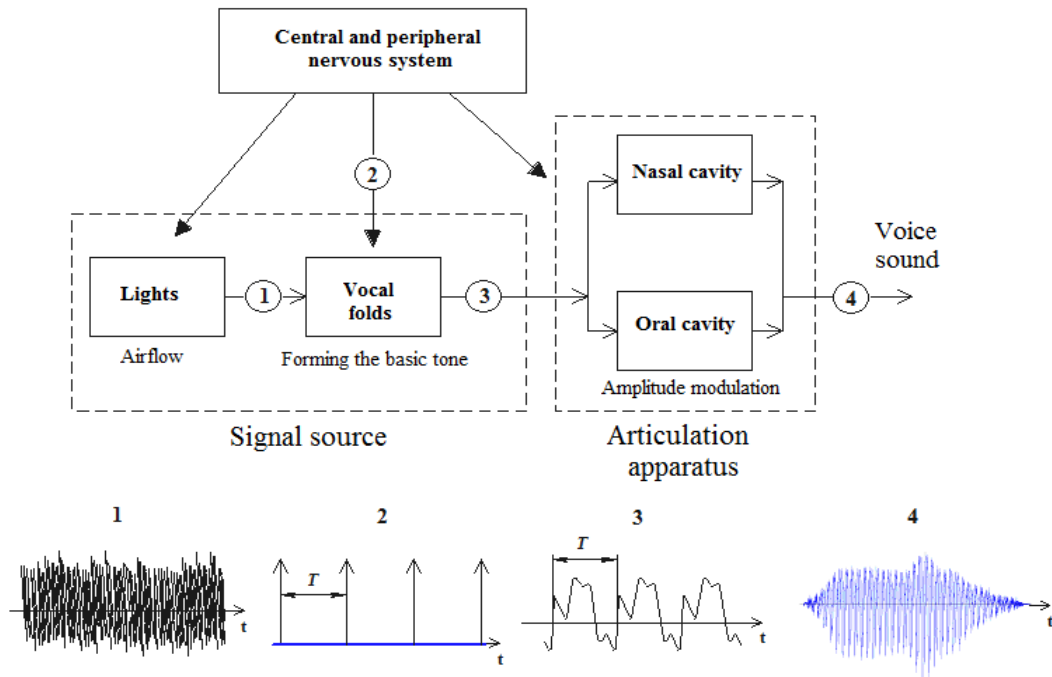 Central and peripheral
nervous system
2
Nasal cavity
Voice
sound
Lights
1
Vocal
folds
3
Oral cavity
4
Airflow
Forming the basic tone
Amplitude modulation
Signal source
Articulation
apparatus
1
2
3
4
T
T
t
t
t
t